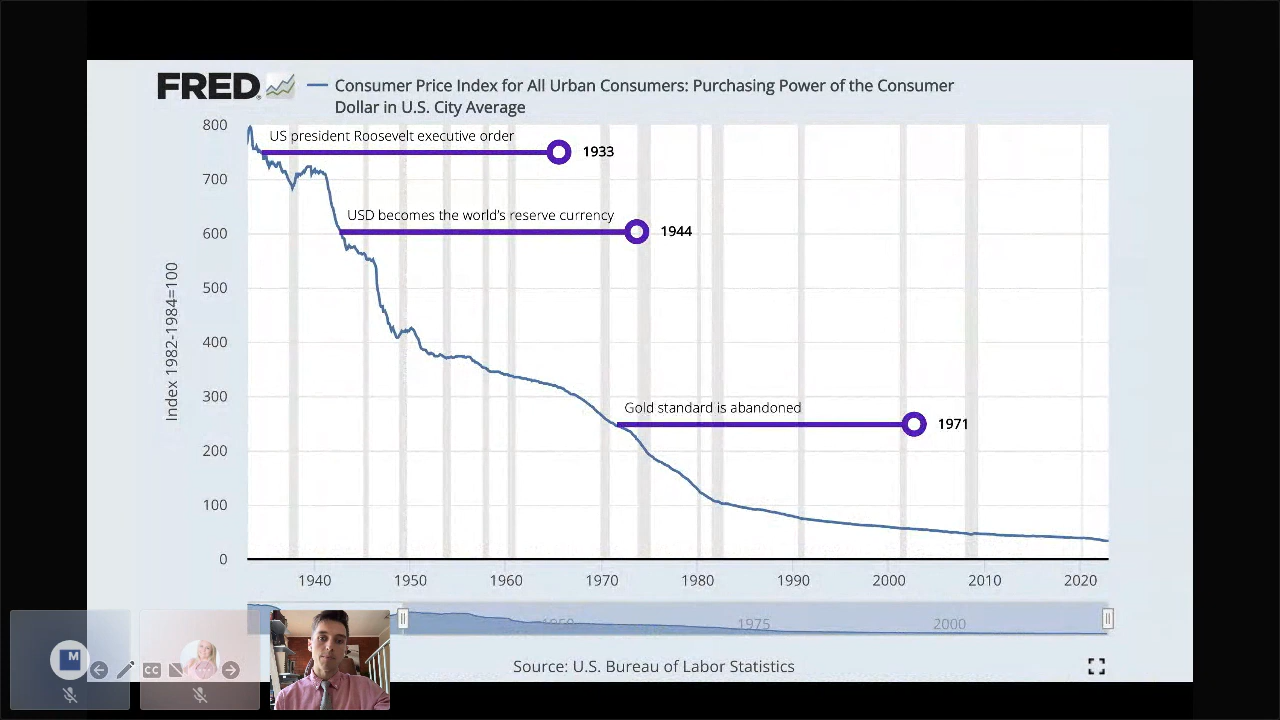 FRED
Consumer Price Index for All Urban Consumers: Purchasing Power of the Consumer
Dollar in U.S. City Average
800
US president Roosevelt executive order
1933
700
USD becomes the world's reserve currency
600
1944
500
Index 1982-1984=100
400
300
Gold standard is abandoned
1971
200
100
0
1940
1950
1960
1970
1980
1990
2000
2010
2020
1950
1975
2000
M
CC
Source: U.S. Bureau of Labor Statistics